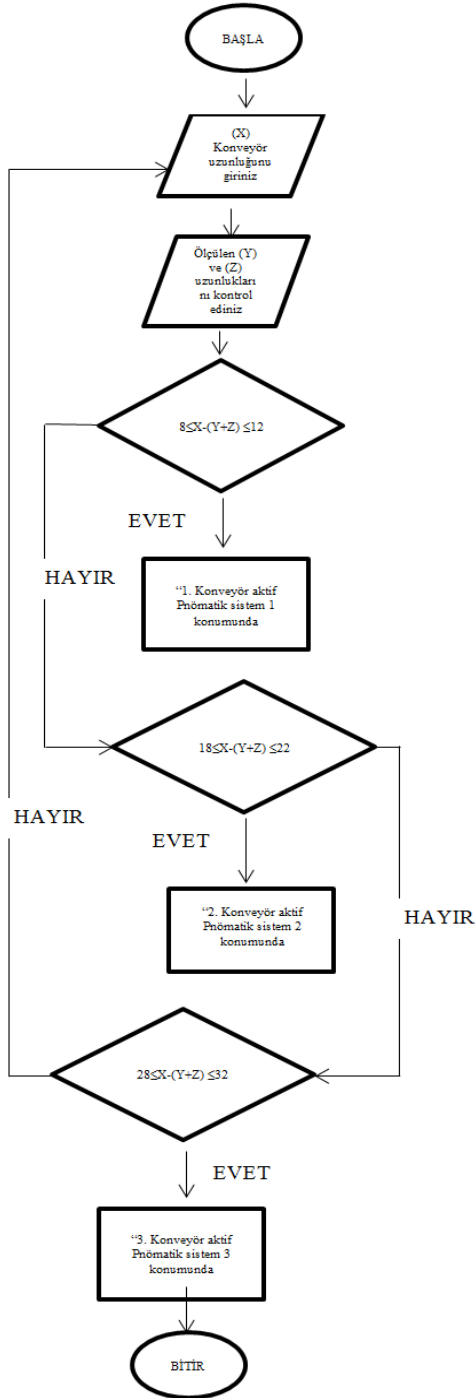 BAŞLA
(X)
Konveyör
uzunluğunu
giriniz
Ölçülen (Y)
ve (Z)
uzunlukları
nı kontrol
ediniz
8≤X-(Y+Z) ≤12
EVET
HAYIR
“1. Konveyör aktif
Pnömatik sistem 1
konumunda
18≤X-(Y+Z) ≤22
HAYIR
EVET
“2. Konveyör aktif
Pnömatik sistem 2
konumunda
HAYIR
28≤X-(Y+Z) ≤32
EVET
“3. Konveyör aktif
Pnömatik sistem 3
konumunda
BİTİR